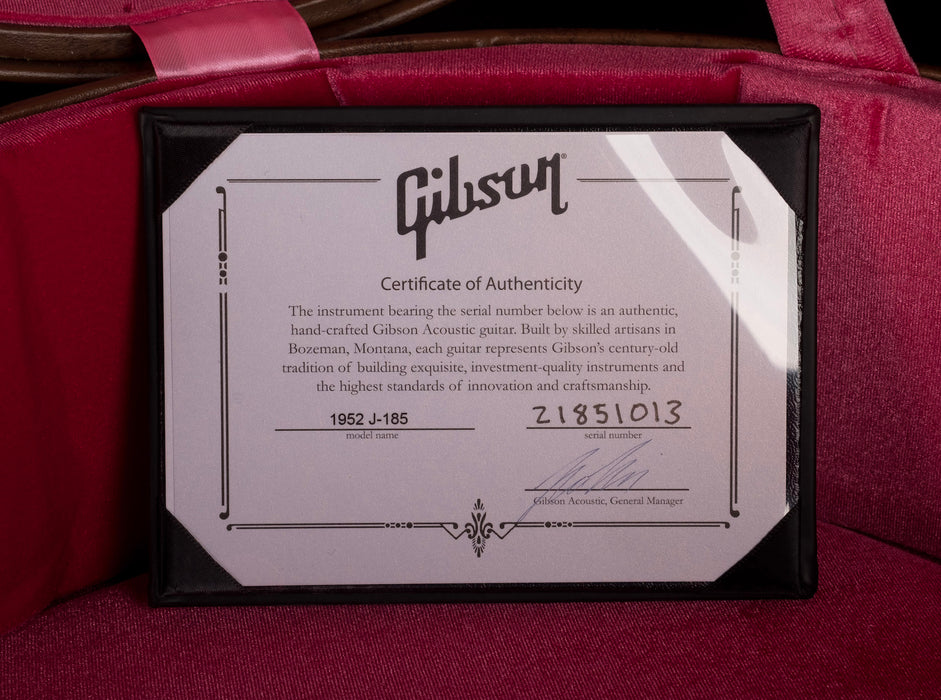 Gibson®
Certificate of Authenticity
The instrument bearing the serial number below is an authentic,
hand-crafted Gibson Acoustic guitar. Built by skilled artisans in
Bozeman, Montana, each guitar represents Gibson’s century-old
tradition of building exquisite, investment-quality instruments and
the highest standards of innovation and craftsmanship.
1952 J-185 21851013
model name serial number
Gibson Acoustic, General Manager